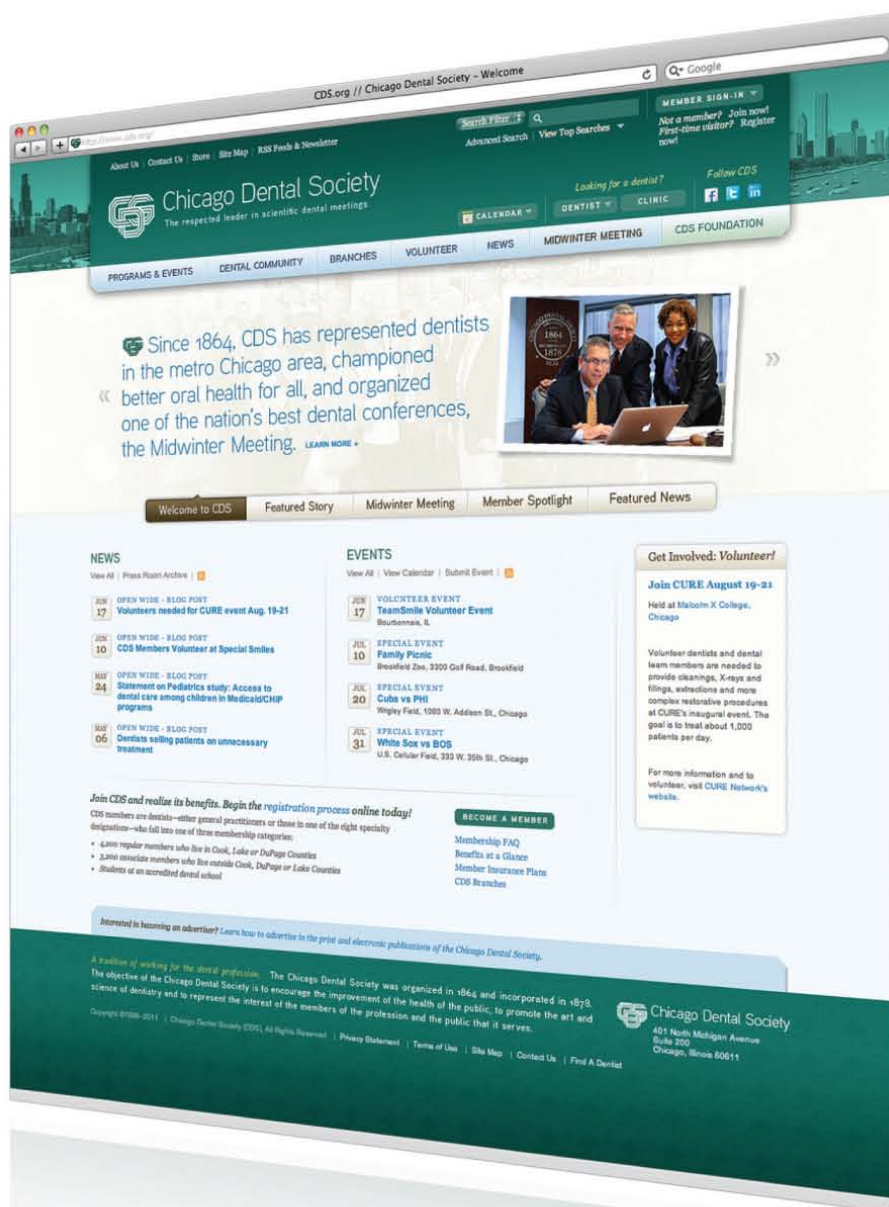 CDS.org // Chicago Dental Society – Welcome
Google
http://www.cds.org/
About Us | Contact Us | Store | Site Map | RSS Feeds & Newsletter
Search Filter
Advanced Search | View Top Searches
MEMBER SIGN-IN
Not a member? Join now!
First-time visitor? Register
now!
Chicago Dental Society
The respected leader in scientific dental meetings.
Looking for a dentist?
Follow CDS
CALENDAR
DENTIST
CLINIC
PROGRAMS & EVENTS
DENTAL COMMUNITY
BRANCHES
VOLUNTEER
NEWS
MIDWINTER MEETING
CDS FOUNDATION
Since 1864, CDS has represented dentists
in the metro Chicago area, championed
better oral health for all, and organized
one of the nation's best dental conferences,
the Midwinter Meeting. LEARN MORE
1864
1878
Welcome to CDS
Featured Story
Midwinter Meeting
Member Spotlight
Featured News
NEWS
View All | Press Room Archive |
JUN 17
OPEN WIDE - BLOG POST
Volunteers needed for CURE event Aug. 19-21
JUN 10
OPEN WIDE - BLOG POST
CDS Members Volunteer at Special Smiles
MAY 24
OPEN WIDE - BLOG POST
Statement on Pediatrics study: Access to
dental care among children in Medicaid/CHIP
programs
MAY 06
OPEN WIDE - BLOG POST
Dentists selling patients on unnecessary
treatment
EVENTS
View All | View Calendar | Submit Event |
JUN 17
VOLUNTEER EVENT
TeamSmile Volunteer Event
Bourbonnais, IL
JUL 10
SPECIAL EVENT
Family Picnic
Brookfield Zoo, 3300 Golf Road, Brookfield
JUL 20
SPECIAL EVENT
Cubs vs PHI
Wrigley Field, 1060 W. Addison St., Chicago
JUL 31
SPECIAL EVENT
White Sox vs BOS
U.S. Cellular Field, 333 W. 35th St., Chicago
Get Involved: Volunteer!
Join CURE August 19-21
Held at Malcolm X College,
Chicago
Volunteer dentists and dental
team members are needed to
provide cleanings, X-rays and
fillings, extractions and more
complex restorative procedures
at CURE's inaugural event. The
goal is to treat about 1,000
patients per day.
For more information and to
volunteer, visit CURE Network's
website.
Join CDS and realize its benefits. Begin the registration process online today!
CDS members are dentists—either general practitioners or those in one of the eight specialty
designations—who fall into one of three membership categories:
• 4,200 regular members who live in Cook, Lake or DuPage Counties
• 3,200 associate members who live outside Cook, DuPage or Lake Counties
• Students at an accredited dental school
BECOME A MEMBER
Membership FAQ
Benefits at a Glance
Member Insurance Plans
CDS Branches
Interested in becoming an advertiser? Learn how to advertise in the print and electronic publications of the Chicago Dental Society.
A tradition of working for the dental profession. The Chicago Dental Society was organized in 1864 and incorporated in 1878.
The objective of the Chicago Dental Society is to encourage the improvement of the health of the public, to promote the art and
science of dentistry and to represent the interest of the members of the profession and the public that it serves.
Chicago Dental Society (CDS), All Rights Reserved | Privacy Statement | Terms of Use | Site Map | Contact Us | Find A Dentist
Chicago Dental Society
401 North Michigan Avenue
Suite 200
Chicago, Illinois 60611